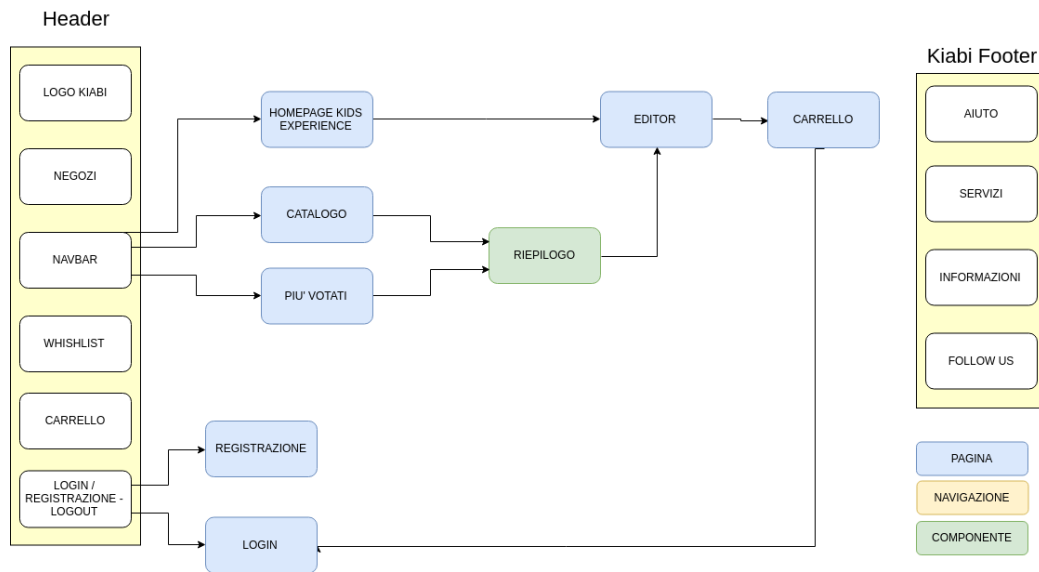 Header
LOGO KIABI
NEGOZI
NAVBAR
WHISHLIST
CARRELLO
LOGIN /
REGISTRAZIONE -
LOGOUT
HOMEPAGE KIDS
EXPERIENCE
CATALOGO
PIU' VOTATI
REGISTRAZIONE
LOGIN
RIEPILOGO
EDITOR
CARRELLO
Kiabi Footer
AIUTO
SERVIZI
INFORMAZIONI
FOLLOW US
PAGINA
NAVIGAZIONE
COMPONENTE